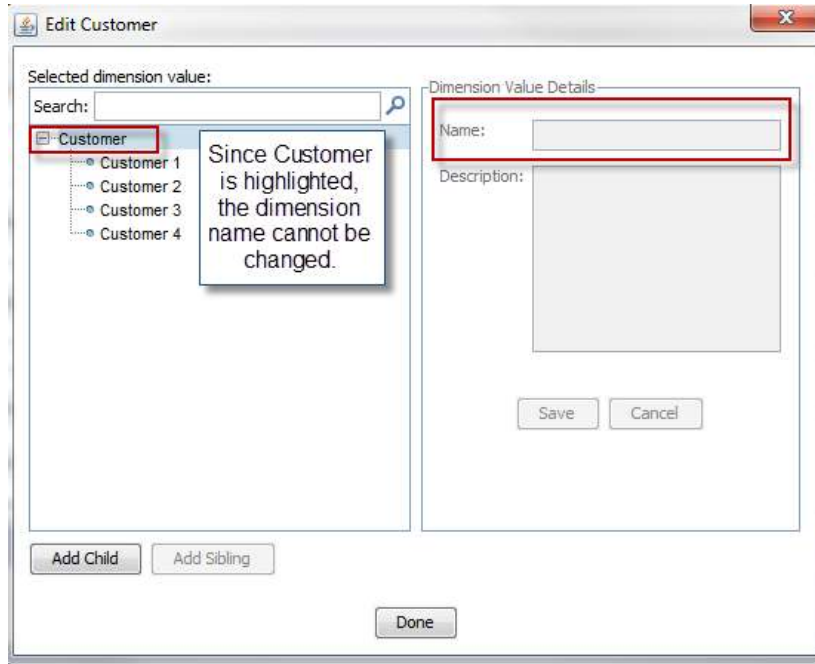 Edit Customer
Selected dimension value:
Search:
Customer
Customer 1
Customer 2
Customer 3
Customer 4
Since Customer
is highlighted,
the dimension
name cannot be
changed.
Dimension Value Details
Name:
Description:
Save
Cancel
Add Child
Add Sibling
Done